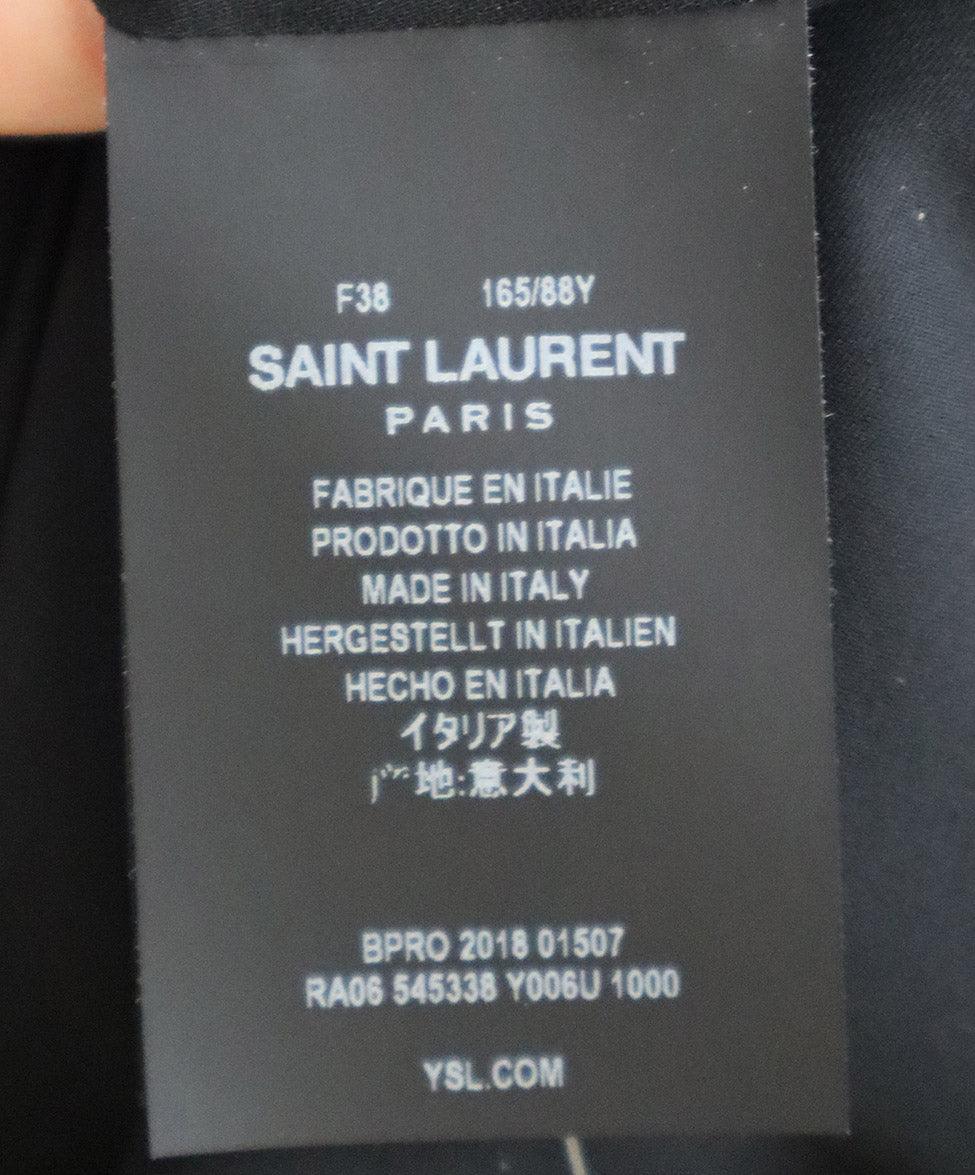 F38 165/88Y
SAINT LAURENT
PARIS
FABRIQUE EN ITALIE
PRODOTTO IN ITALIA
MADE IN ITALY
HERGESTELLT IN ITALIEN
HECHO EN ITALIA
イタリア製
产地:意大利
BPRO 2018 01507
RA06 545338 Y006U 1000
YSL.COM